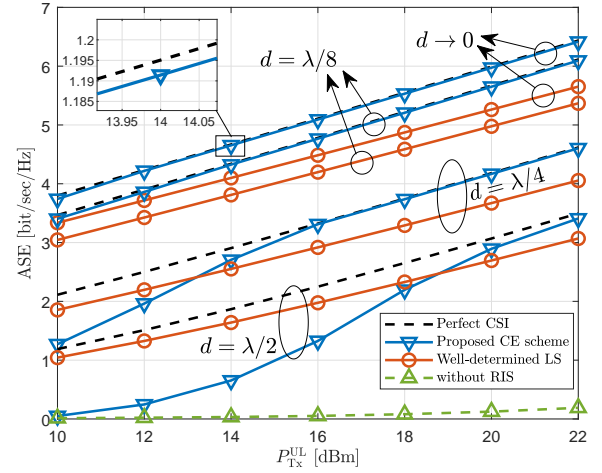 7
6
5
4
3
2
1
0
ASE [bit/sec/Hz]
1.2
1.195
1.19
1.185
13.95 14 14.05
d = λ/8
d → 0
d = λ/4
d = λ/2
Perfect CSI
Proposed CE scheme
Well-determined LS
without RIS
10 12 14 16 18 20 22
P_Tx^UL [dBm]